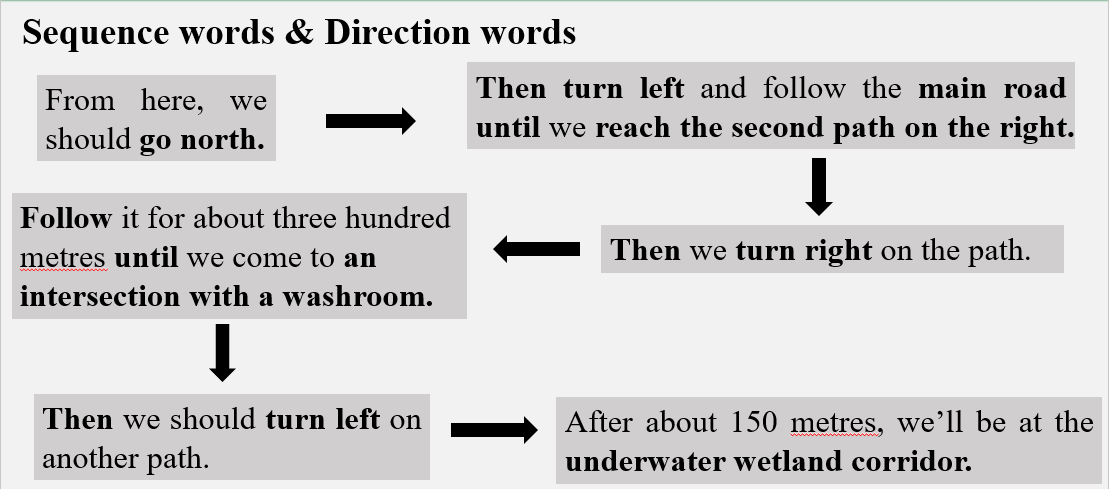 Sequence words & Direction words
From here, we
should go north.
Then turn left and follow the main road
until we reach the second path on the right.
Then we turn right on the path.
Follow it for about three hundred
metres until we come to an
intersection with a washroom.
Then we should turn left on
another path.
After about 150 metres, we’ll be at the
underwater wetland corridor.